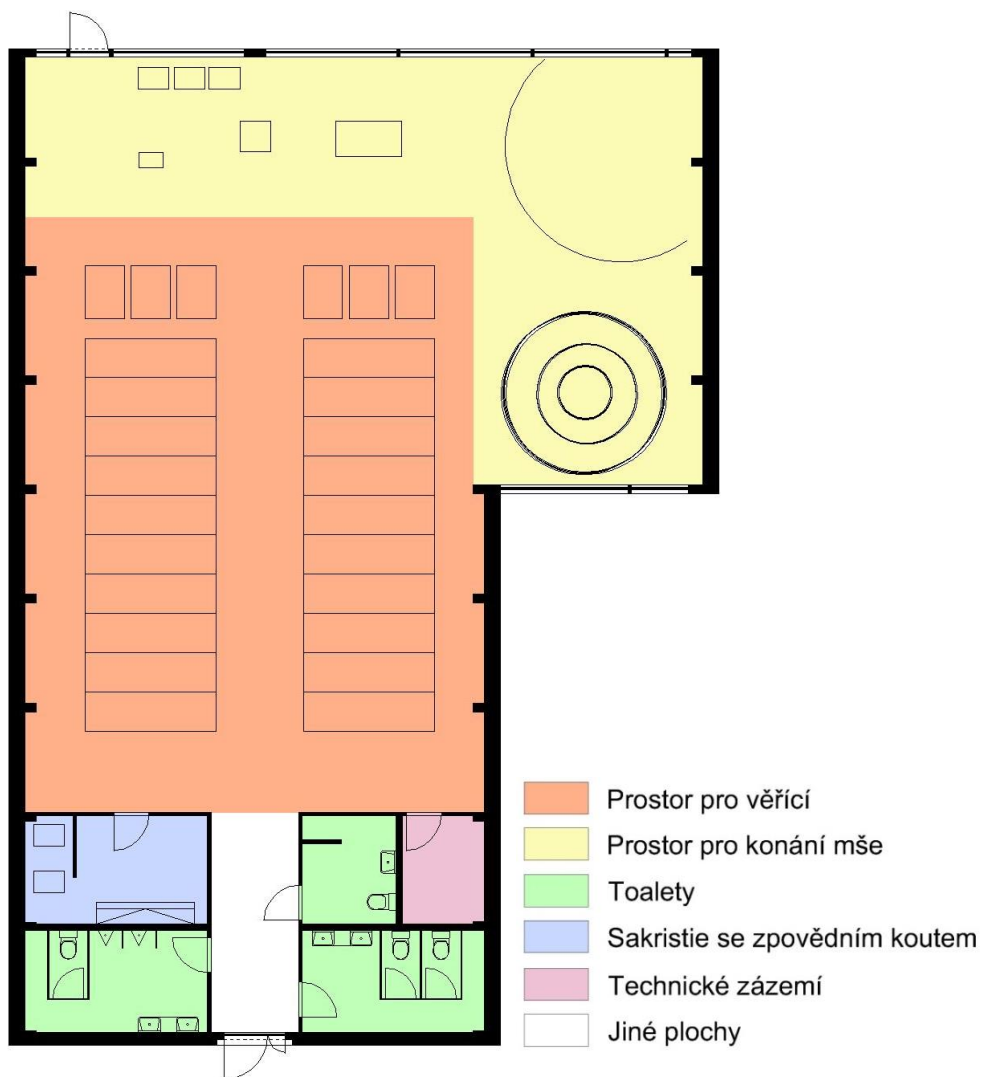 Prostor pro věřící
Prostor pro konání mše
Toalety
Sakristie se zpovědním koutem
Technické zázemí
Jiné plochy